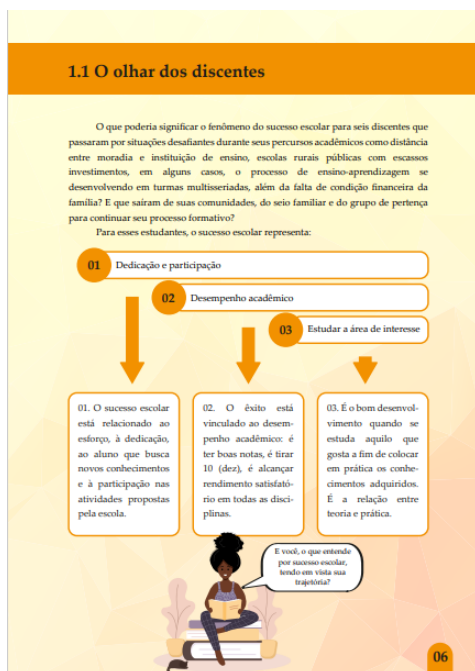 1.1 O olhar dos discentes
O que poderia significar o fenômeno do sucesso escolar para seis discentes que
passaram por situações desafiantes durante seus percursos acadêmicos como distância
entre moradia e instituição de ensino, escolas rurais públicas com escassos
investimentos, em alguns casos, o processo de ensino-aprendizagem se
desenvolvendo em turmas multisseriadas, além da falta de condição financeira da
família? E que saíram de suas comunidades, do seio familiar e do grupo de pertença
para continuar seu processo formativo?
Para esses estudantes, o sucesso escolar representa:
01 Dedicação e participação
02 Desempenho acadêmico
03 Estudar a área de interesse
01. O sucesso escolar
está relacionado ao
esforço, à dedicação,
ao aluno que busca
novos conhecimentos
e à participação nas
atividades propostas
pela escola.
02. O êxito está
vinculado ao desem-
penho acadêmico: é
ter boas notas, é tirar
10 (dez), é alcançar
rendimento satisfató-
rio em todas as disci-
plinas.
03. É o bom desenvol-
vimento quando se
estuda aquilo que
gosta a fim de colocar
em prática os conhe-
cimentos adquiridos.
É a relação entre
teoria e prática.
E você, o que entende
por sucesso escolar,
tendo em vista sua
trajetória?
06